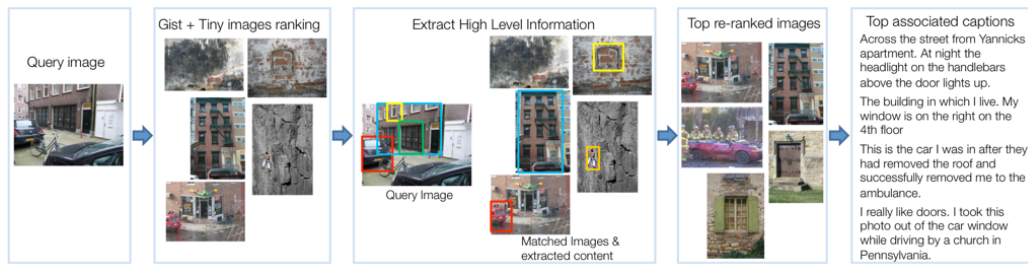 Query image
Gist + Tiny images ranking
Extract High Level Information
Query Image
Matched Images &
extracted content
Top re-ranked images
Top associated captions
Across the street from Yannicks
apartment. At night the
headlight on the handlebars
above the door lights up.
The building in which I live. My
window is on the right on the
4th floor
This is the car I was in after they
had removed the roof and
successfully removed me to the
ambulance.
I really like doors. I took this
photo out of the car window
while driving by a church in
Pennsylvania.